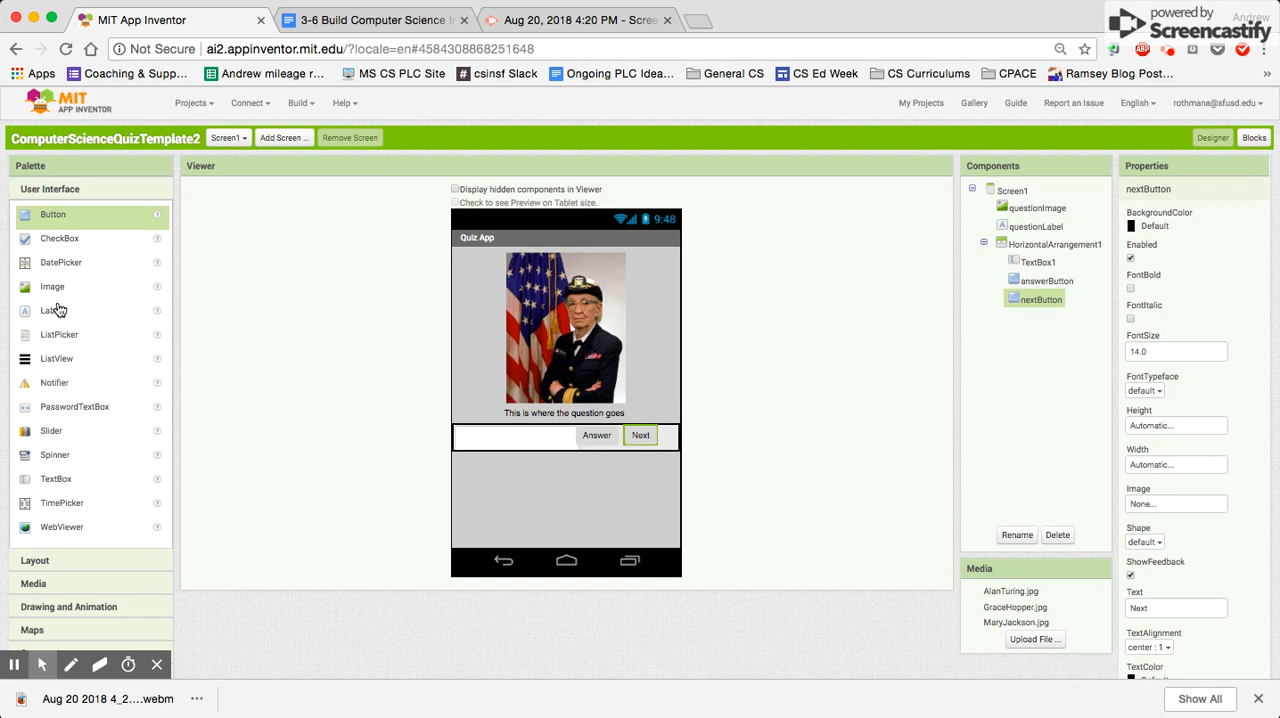 MIT App Inventor
3-6 Build Computer Science I
Aug 20, 2018 4:20 PM - Scree
Andrew
powered by
Screencastify
Not Secure ai2.appinventor.mit.edu/?locale=en#4584308868251648
ABP
Apps Coaching & Supp... Andrew mileage r... MS CS PLC Site csinsf Slack Ongoing PLC Idea... General CS CS Ed Week CS Curriculums CPACE Ramsey Blog Post...
MIT
APP INVENTOR
Projects Connect Build Help
My Projects Gallery Guide Report an Issue English rothmana@sfusd.edu
ComputerScienceQuizTemplate2 Screen1 Add Screen ... Remove Screen Designer Blocks
Palette
User Interface
Button
CheckBox
DatePicker
Image
ListPicker
ListView
Notifier
PasswordTextBox
Slider
Spinner
TextBox
TimePicker
WebViewer
Layout
Media
Drawing and Animation
Maps
Viewer
Display hidden components in Viewer
Check to see Preview on Tablet size.
9:48
Quiz App
This is where the question goes
Answer Next
Components
Screen1
questionImage
questionLabel
HorizontalArrangement1
TextBox1
answerButton
nextButton
Rename Delete
Media
AlanTuring.jpg
GraceHopper.jpg
MaryJackson.jpg
Upload File ...
Properties
nextButton
BackgroundColor
Default
Enabled
FontBold
FontItalic
FontSize
14.0
FontTypeface
default
Height
Automatic...
Width
Automatic...
Image
None...
Shape
default
ShowFeedback
Text
Next
TextAlignment
center : 1
TextColor
Aug 20 2018 4_2....webm
Show All